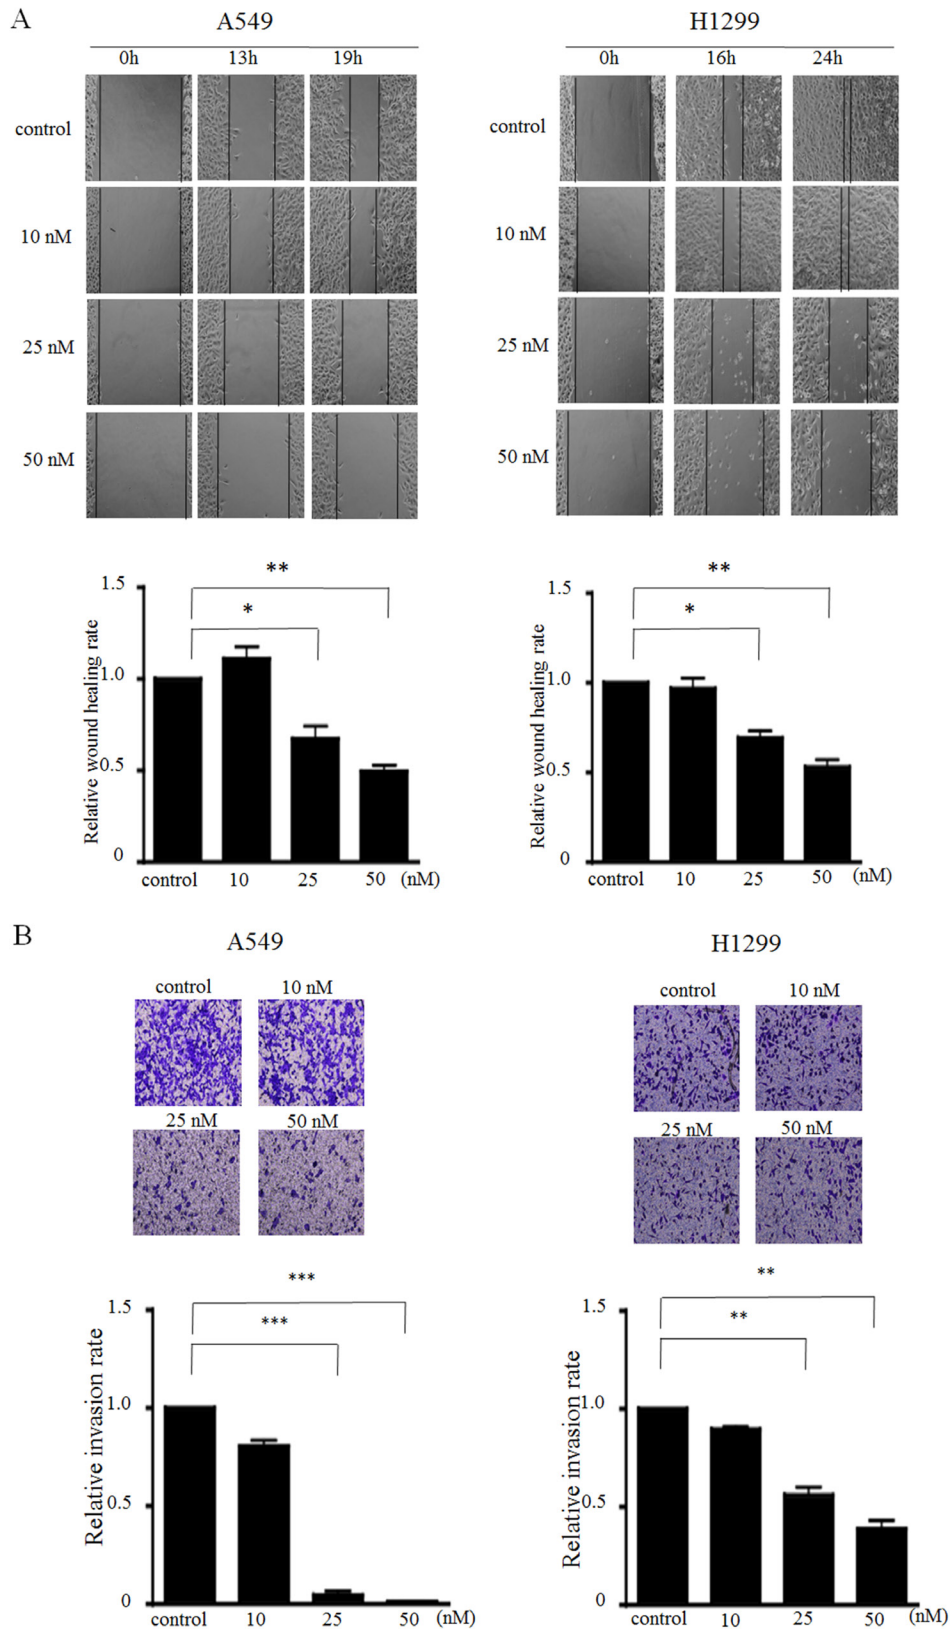 A
A549
H1299
0h 13h 19h
0h 16h 24h
control
10 nM
25 nM
50 nM
control
10 nM
25 nM
50 nM
Relative wound healing rate
1.5
1.0
0.5
0
**
*
control 10 25 50 (nM)
Relative wound healing rate
1.5
1.0
0.5
0
**
*
control 10 25 50 (nM)
B
A549
H1299
control 10 nM
25 nM 50 nM
control 10 nM
25 nM 50 nM
Relative invasion rate
1.5
1.0
0.5
0
***
***
control 10 25 50 (nM)
Relative invasion rate
1.5
1.0
0.5
0
**
**
control 10 25 50 (nM)